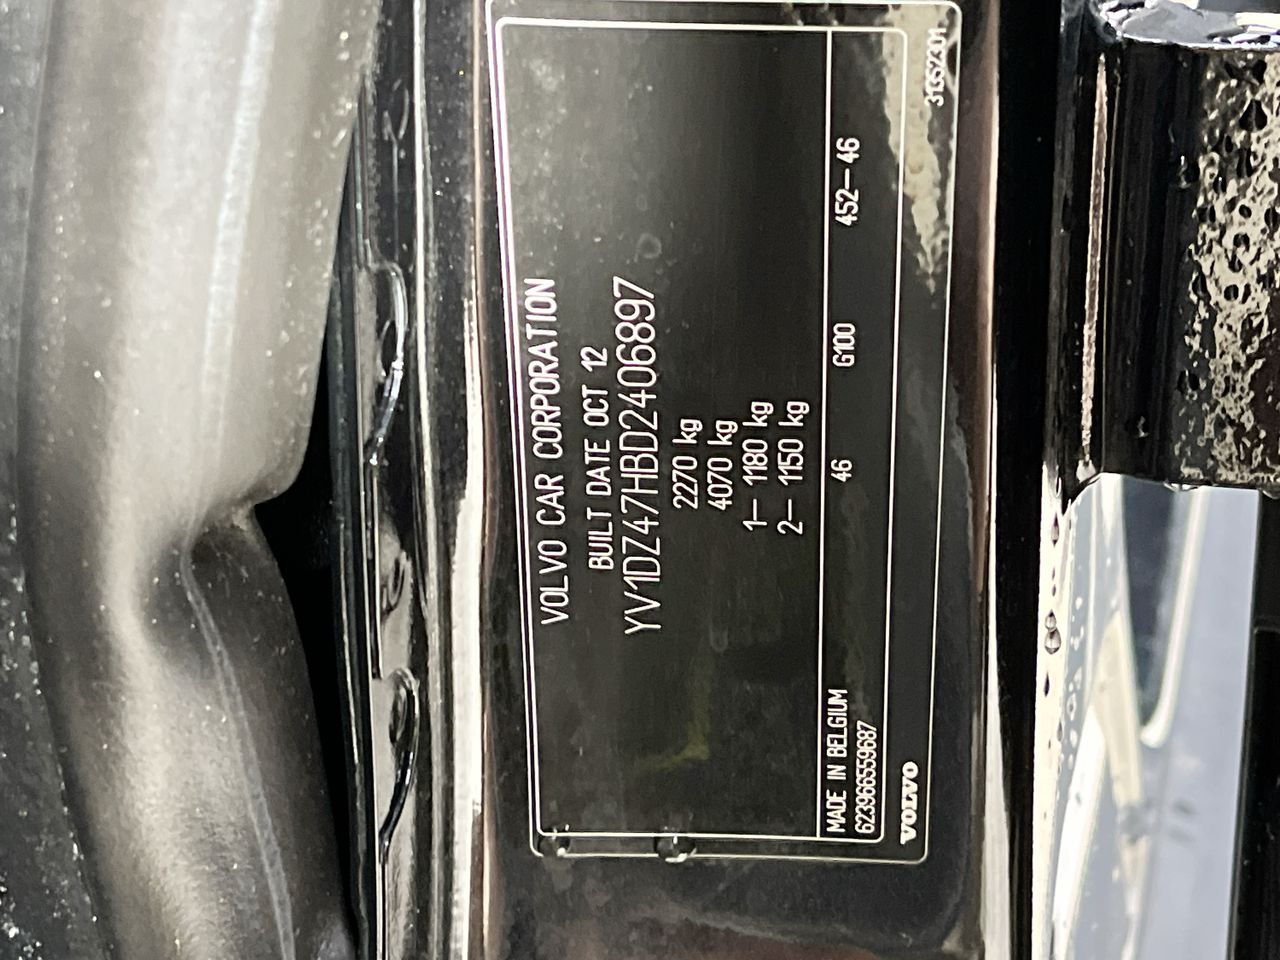 VOLVO CAR CORPORATION
BUILT DATE OCT 12
YV1DZ47HBD2406897
2270 kg
4070 kg
1– 1180 kg
2– 1150 kg
MADE IN BELGIUM 46 G100 452–46
623966559687
VOLVO 31352301